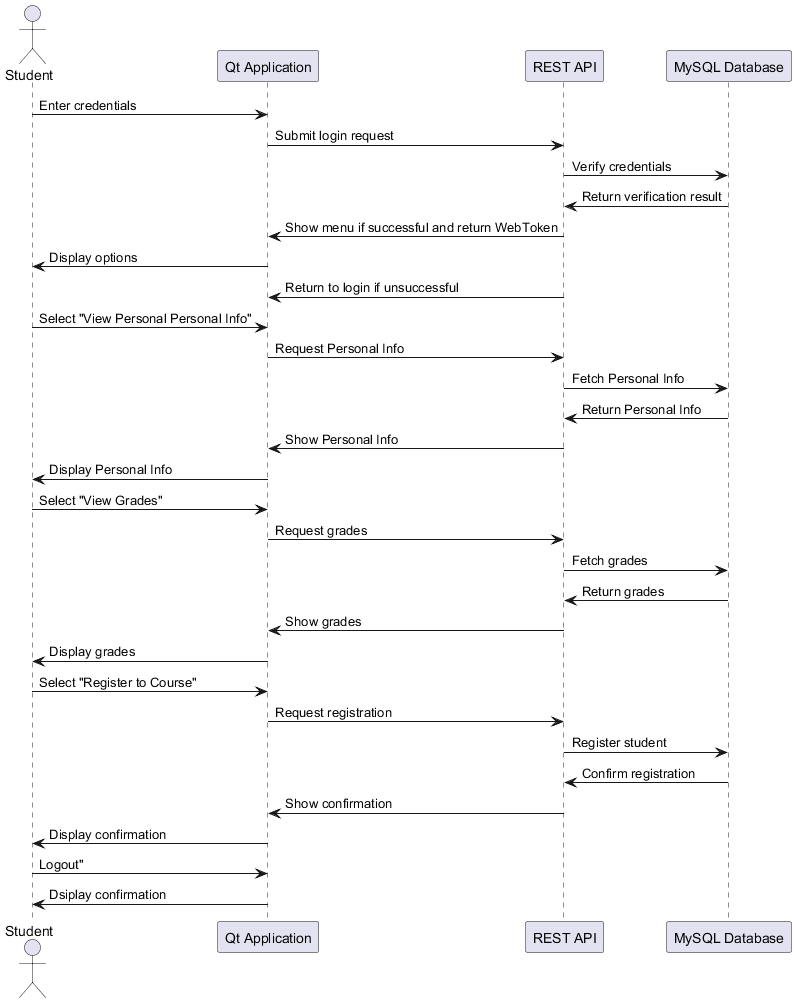 Student
Qt Application
REST API
MySQL Database
Enter credentials
Submit login request
Verify credentials
Return verification result
Show menu if successful and return WebToken
Display options
Return to login if unsuccessful
Select "View Personal Personal Info"
Request Personal Info
Fetch Personal Info
Return Personal Info
Show Personal Info
Display Personal Info
Select "View Grades"
Request grades
Fetch grades
Return grades
Show grades
Display grades
Select "Register to Course"
Request registration
Register student
Confirm registration
Show confirmation
Display confirmation
Logout"
Dsiplay confirmation
Student
Qt Application
REST API
MySQL Database